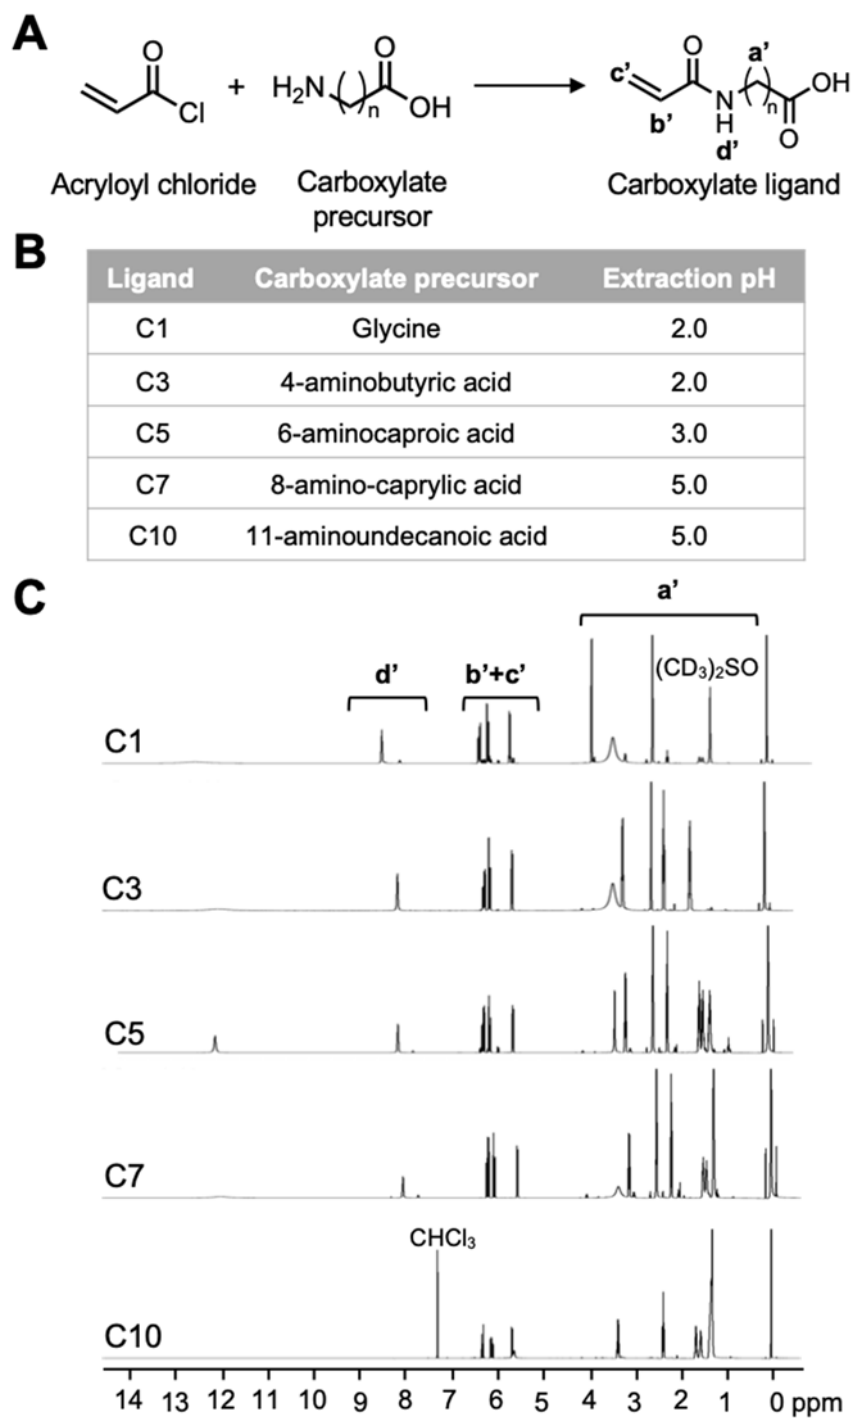 A
O
O
O
c'
a'
Cl
+
H2N
n
OH
b'
N
H
d'
n
OH
O
Acryloyl chloride
Carboxylate
precursor
Carboxylate ligand
B
Ligand Carboxylate precursor Extraction pH
C1 Glycine 2.0
C3 4-aminobutyric acid 2.0
C5 6-aminocaproic acid 3.0
C7 8-amino-caprylic acid 5.0
C10 11-aminoundecanoic acid 5.0
C
a'
d' b'+c' (CD3)2SO
C1
C3
C5
C7
CHCl3
C10
14 13 12 11 10 9 8 7 6 5 4 3 2 1 0 ppm